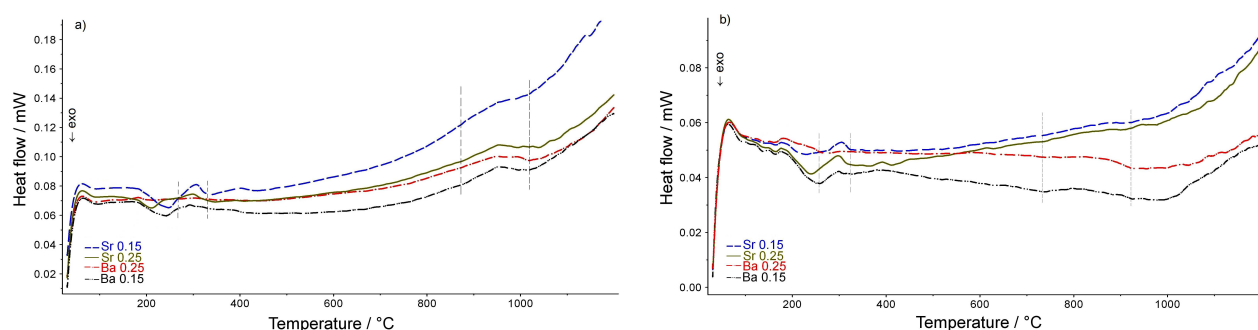 a)
0.18
0.16
0.14
0.12
0.10
0.08
0.06
0.04
0.02
Heat flow / mW
↓ exo
Sr 0.15
Sr 0.25
Ba 0.25
Ba 0.15
200 400 600 800 1000
Temperature / °C
b)
0.08
0.06
0.04
0.02
0.00
Heat flow / mW
↓ exo
Sr 0.15
Sr 0.25
Ba 0.25
Ba 0.15
200 400 600 800 1000
Temperature / °C